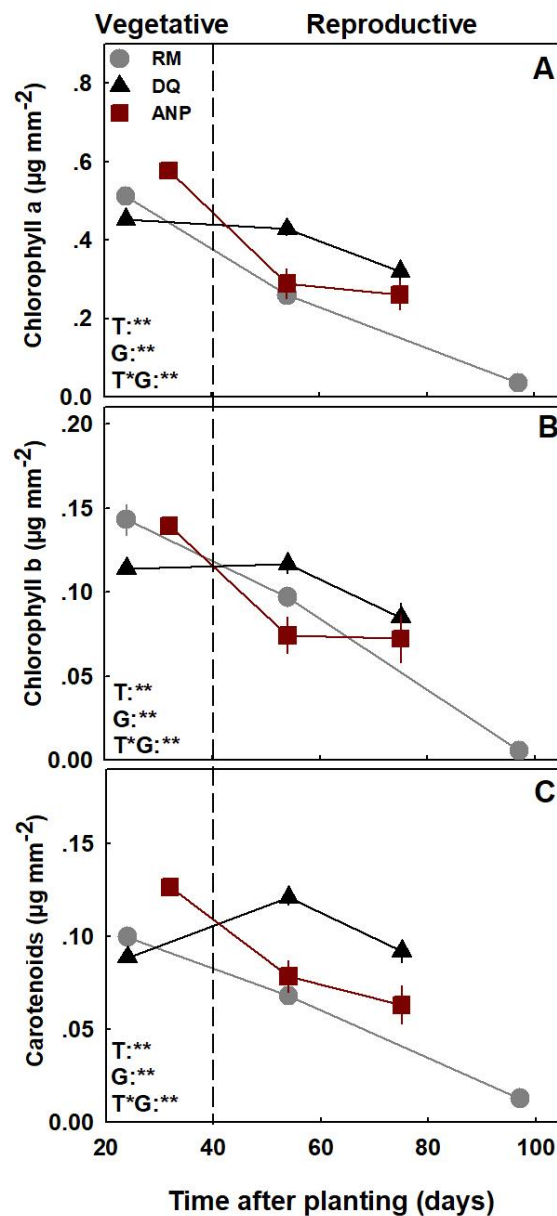 Vegetative Reproductive
.8
.6
.4
.2
0.0
Chlorophyll a (µg mm⁻²)
RM
DQ
ANP
A
T:**
G:**
T*G:**
.20
.15
.10
.05
0.00
Chlorophyll b (µg mm⁻²)
B
T:**
G:**
T*G:**
.15
.10
.05
0.00
Carotenoids (µg mm⁻²)
C
T:**
G:**
T*G:**
20 40 60 80 100
Time after planting (days)